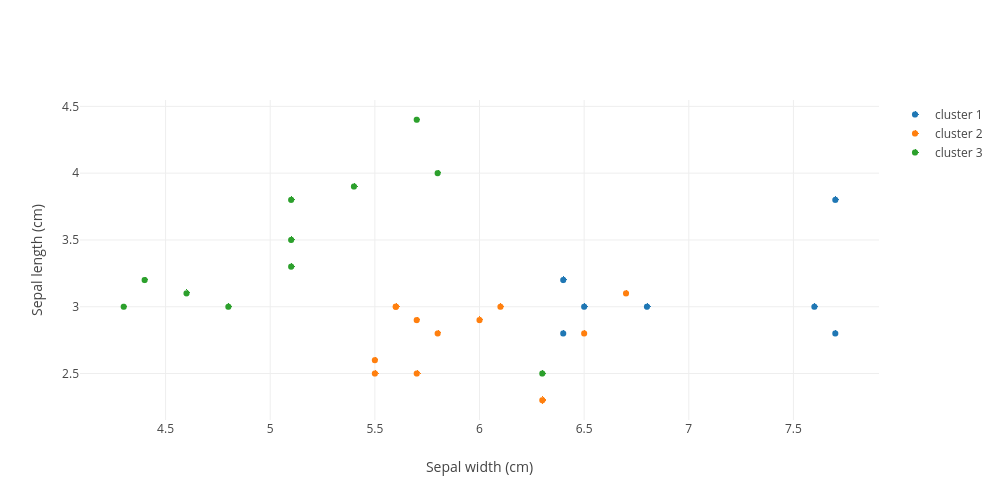 cluster 1
cluster 2
cluster 3
4.5
4
3.5
3
2.5
Sepal length (cm)
4.5 5 5.5 6 6.5 7 7.5
Sepal width (cm)